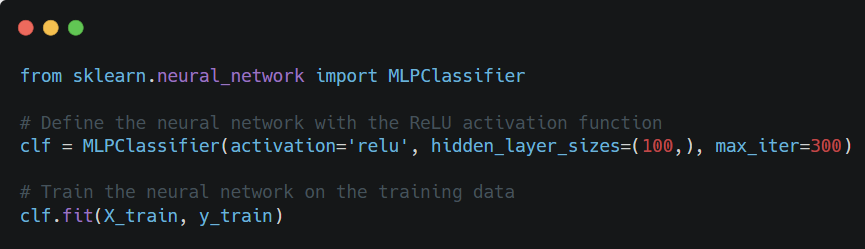 from sklearn.neural_network import MLPClassifier
# Define the neural network with the ReLU activation function
clf = MLPClassifier(activation='relu', hidden_layer_sizes=(100,), max_iter=300)
# Train the neural network on the training data
clf.fit(X_train, y_train)